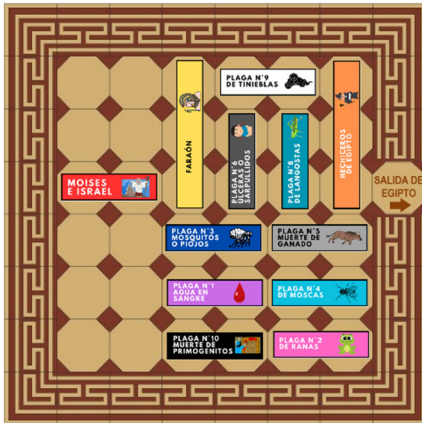 PLAGA N°9
DE TINIEBLAS
FARAÓN
PLAGA N°6
ULCERAS O
SARPULLIDOS
PLAGA N°8
DE LANGOSTAS
HECHICEROS
DE EGIPTO
MOISES
E ISRAEL
SALIDA DE
EGIPTO
PLAGA N°3
MOSQUITOS
O PIOJOS
PLAGA N°5
MUERTE DE
GANADO
PLAGA N°1
AGUA EN
SANGRE
PLAGA N°4
DE MOSCAS
PLAGA N°10
MUERTE DE
PRIMOGENITOS
PLAGA N°2
DE RANAS